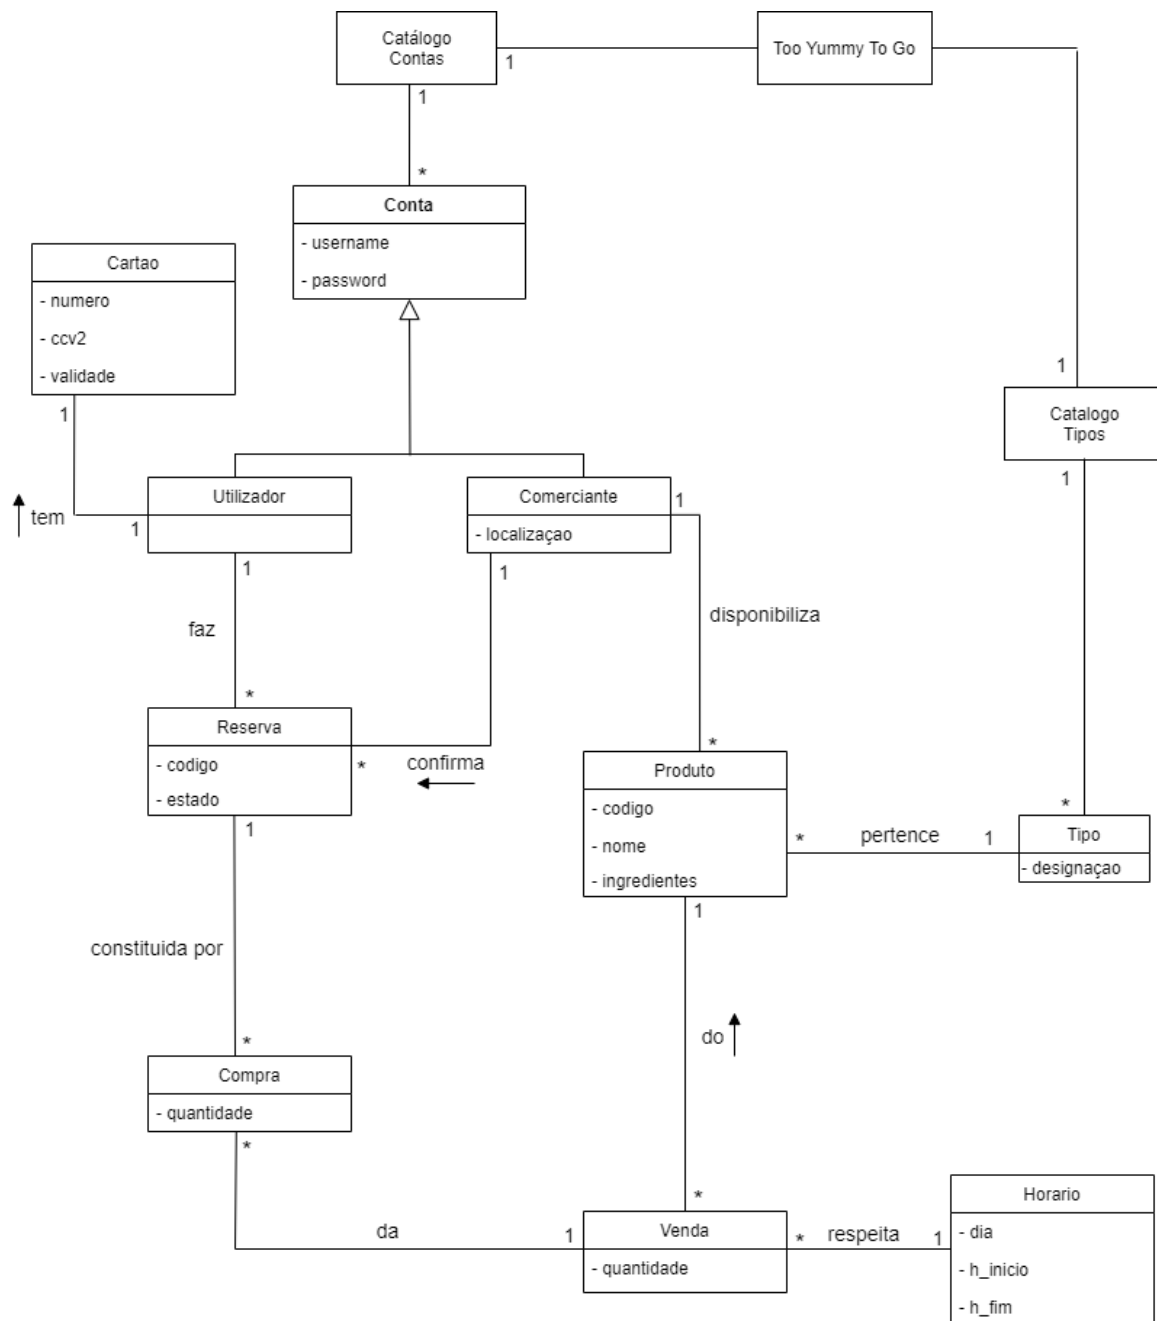 Catálogo
Contas
1
Too Yummy To Go
1
*
Conta
- username
- password
Cartao
- numero
- ccv2
- validade
1
1
Catalogo
Tipos
1
tem
1
Utilizador
1
Comerciante
- localizaçao
1
1
faz
disponibiliza
*
Reserva
- codigo
- estado
*
confirma
1
*
Produto
- codigo
- nome
- ingredientes
*
pertence
1
*
Tipo
- designaçao
1
constituida por
do
*
Compra
- quantidade
*
da
1
*
Venda
- quantidade
*
respeita
1
Horario
- dia
- h_inicio
- h_fim